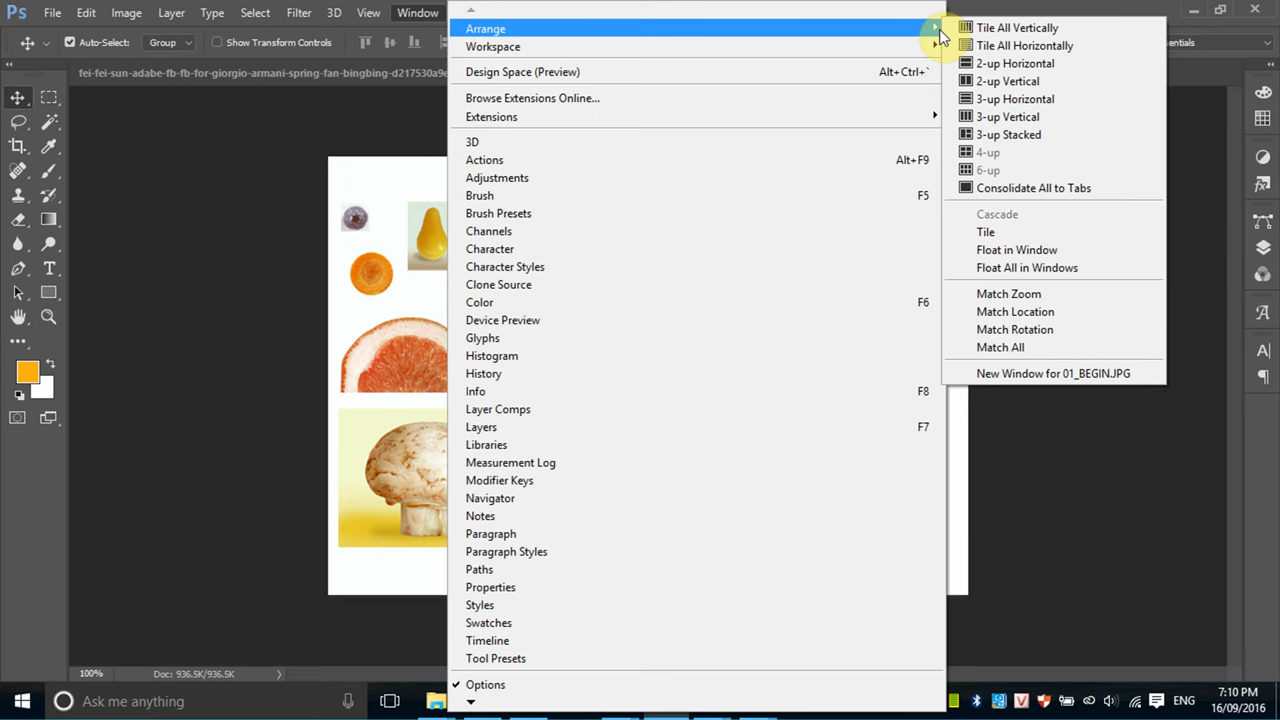 Ps File Edit Image Layer Type Select Filter 3D View Window
Auto-Select: Group Show Transform Controls
entials
fei-fei-sun-adobe-fb-fb-for-giorgio-armani-spring-fan-bingbing-d217530a9
Arrange
Workspace
Design Space (Preview) Alt+Ctrl+`
Browse Extensions Online...
Extensions
3D
Actions Alt+F9
Adjustments
Brush F5
Brush Presets
Channels
Character
Character Styles
Clone Source
Color F6
Device Preview
Glyphs
Histogram
History
Info F8
Layer Comps
Layers F7
Libraries
Measurement Log
Modifier Keys
Navigator
Notes
Paragraph
Paragraph Styles
Paths
Properties
Styles
Swatches
Timeline
Tool Presets
Options
Tile All Vertically
Tile All Horizontally
2-up Horizontal
2-up Vertical
3-up Horizontal
3-up Vertical
3-up Stacked
4-up
6-up
Consolidate All to Tabs
Cascade
Tile
Float in Window
Float All in Windows
Match Zoom
Match Location
Match Rotation
Match All
New Window for 01_BEGIN.JPG
100% Doc: 936.5K/936.5K
Ask me anything
ENG
7:10 PM
16/09/2016